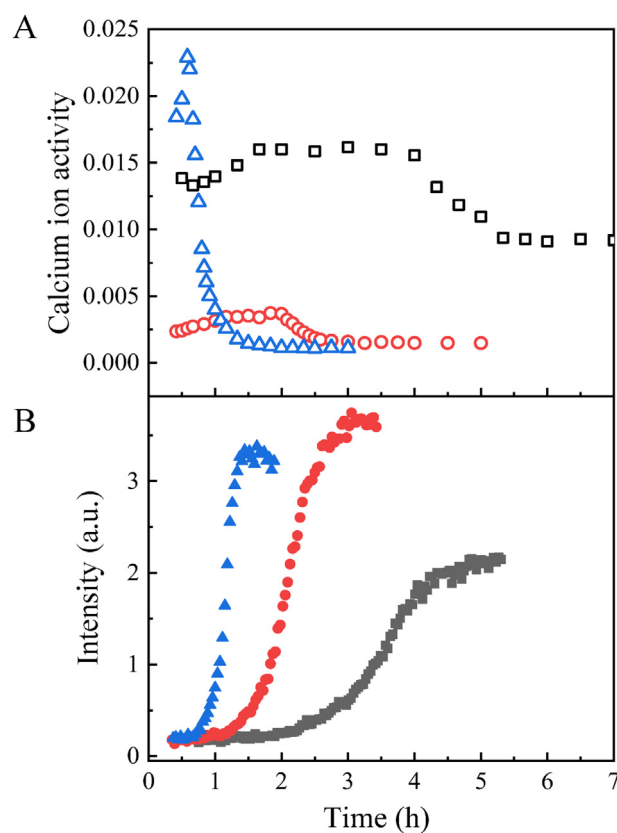 A
Calcium ion activity
0.025
0.020
0.015
0.010
0.005
0.000
B
Intensity (a.u.)
3
2
1
0
0 1 2 3 4 5 6 7
Time (h)